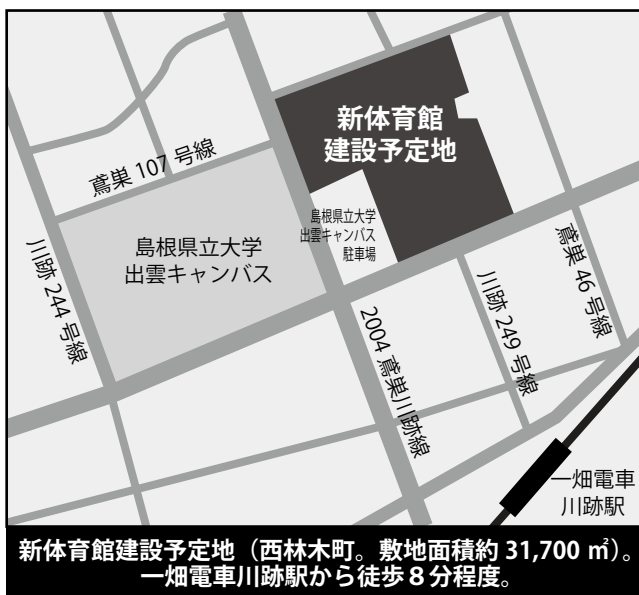 新体育館
建設予定地
鳶巣 107 号線
島根県立大学
出雲キャンパス
駐車場
島根県立大学
出雲キャンパス
川跡 244 号線
2004 鳶巣川跡線
川跡 249 号線
鳶巣 46 号線
一畑電車
川跡駅
新体育館建設予定地（西林木町。敷地面積約 31,700 ㎡）。
一畑電車川跡駅から徒歩８分程度。